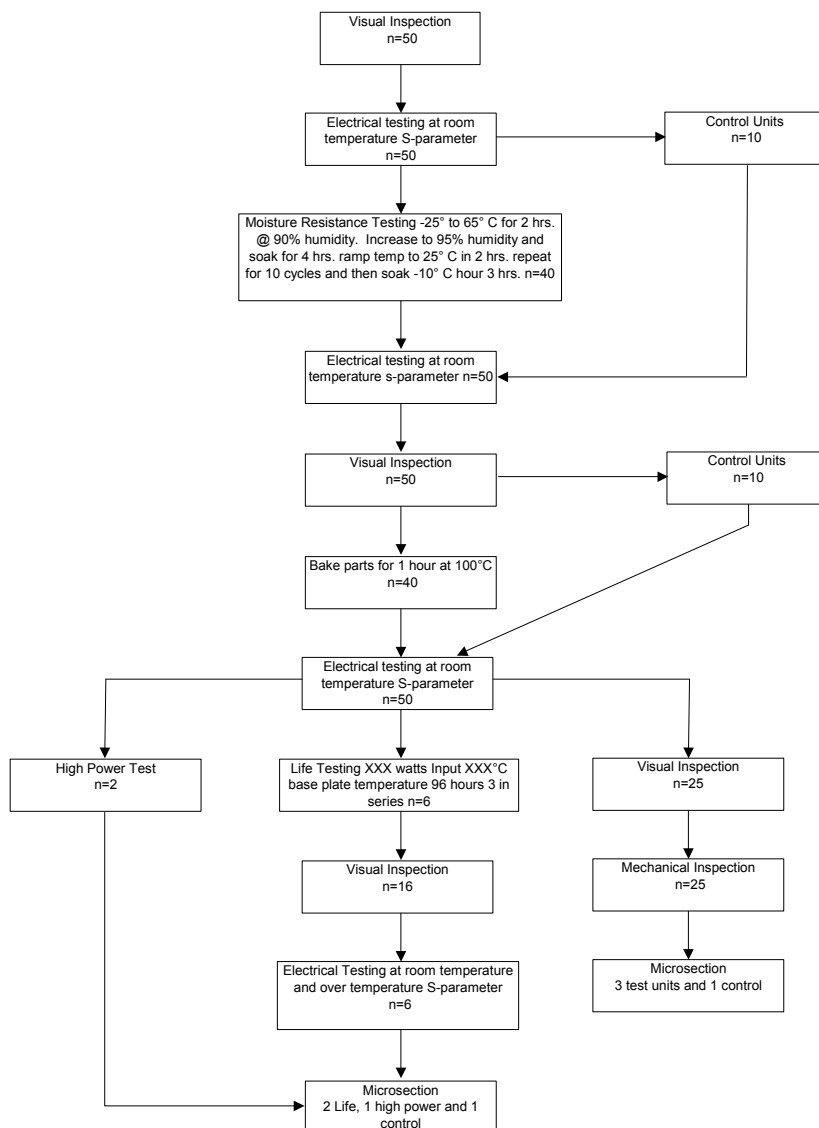 Visual Inspection
n=50
Electrical testing at room
temperature S-parameter
n=50
Control Units
n=10
Moisture Resistance Testing -25° to 65° C for 2 hrs.
@ 90% humidity. Increase to 95% humidity and
soak for 4 hrs. ramp temp to 25° C in 2 hrs. repeat
for 10 cycles and then soak -10° C hour 3 hrs. n=40
Electrical testing at room
temperature s-parameter n=50
Visual Inspection
n=50
Control Units
n=10
Bake parts for 1 hour at 100°C
n=40
Electrical testing at room
temperature S-parameter
n=50
High Power Test
n=2
Life Testing XXX watts Input XXX°C
base plate temperature 96 hours 3 in
series n=6
Visual Inspection
n=25
Visual Inspection
n=16
Mechanical Inspection
n=25
Electrical Testing at room temperature
and over temperature S-parameter
n=6
Microsection
3 test units and 1 control
Microsection
2 Life, 1 high power and 1
control